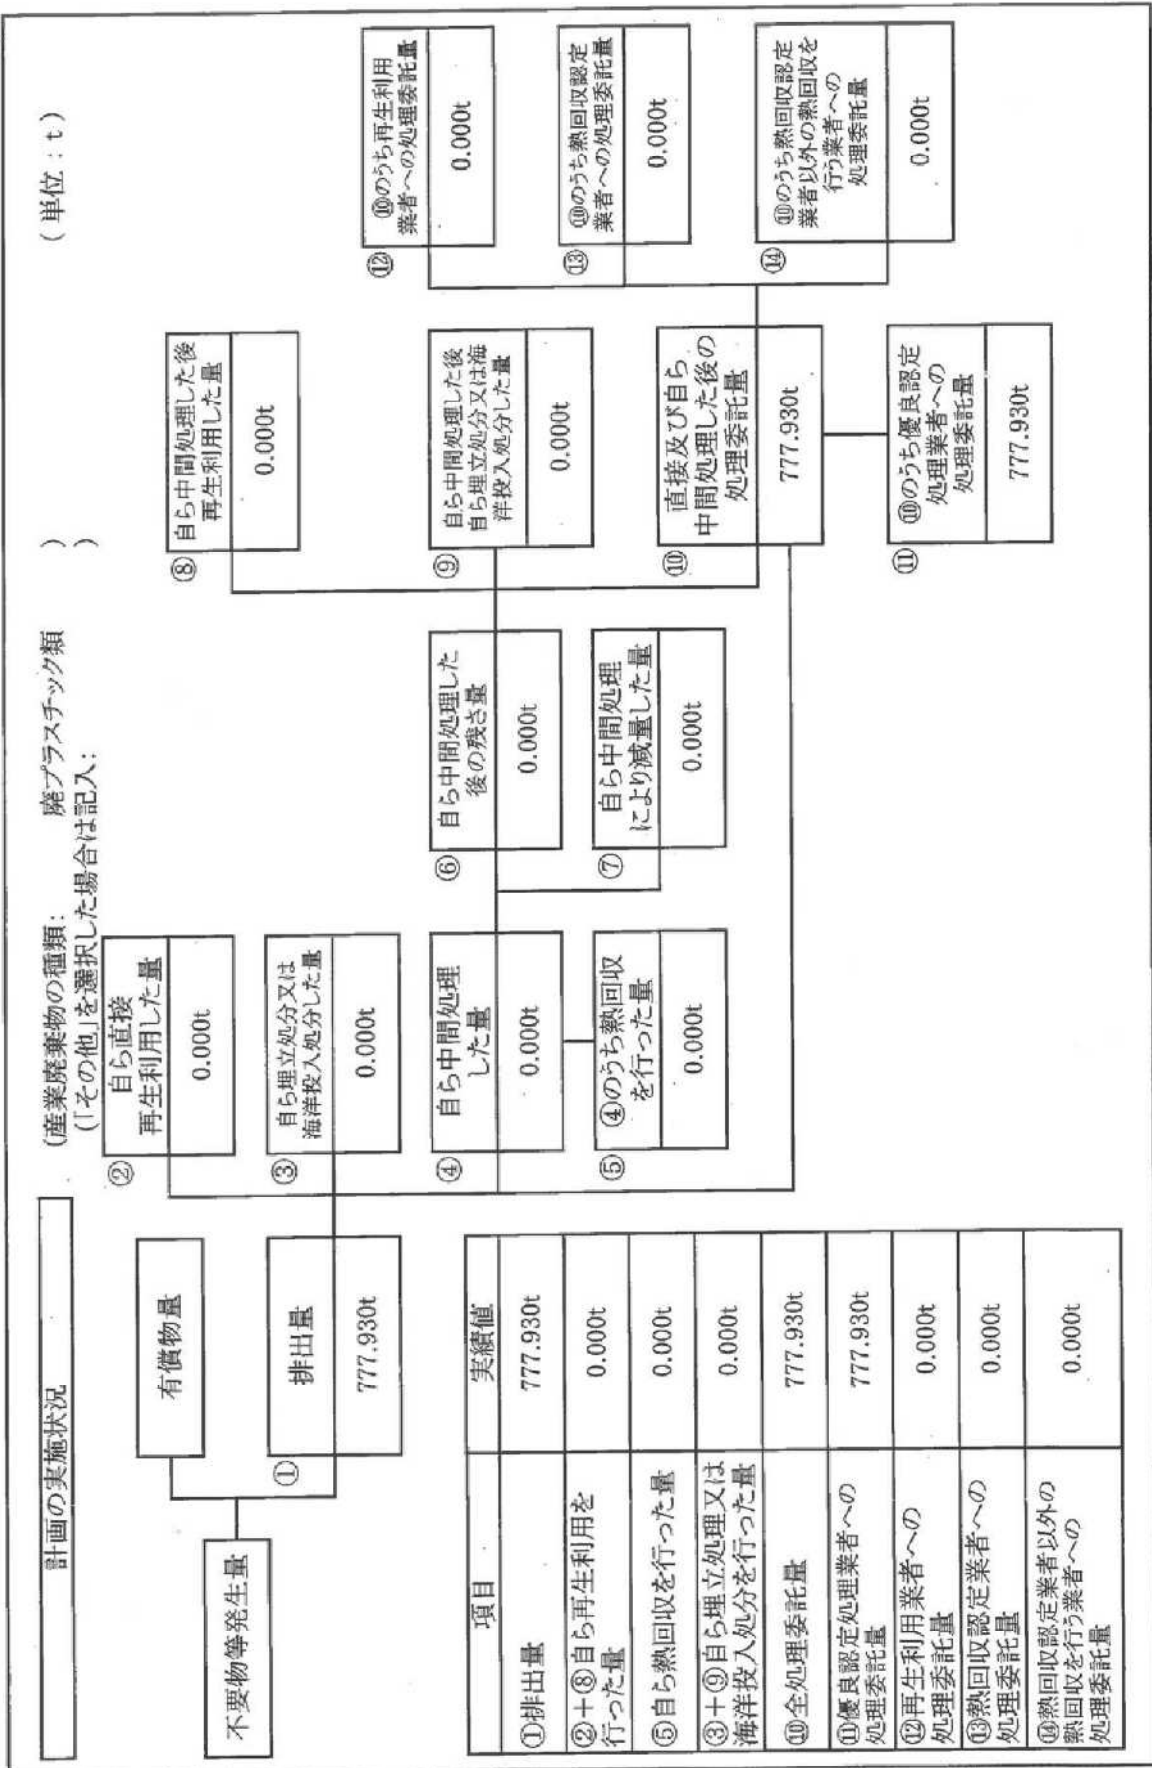 計画の実施状況
(産業廃棄物の種類: 廃プラスチック類 )
(「その他」を選択した場合は記入: )
(単位:t)
不要物等発生量
有償物量
①
排出量
777.930t
②
自ら直接
再生利用した量
0.000t
③
自ら埋立処分又は
海洋投入処分した量
0.000t
④
自ら中間処理
した量
0.000t
⑤
④のうち熱回収
を行った量
0.000t
⑥
自ら中間処理した
後の残さ量
0.000t
⑦
自ら中間処理
により減量した量
0.000t
⑧
自ら中間処理した後
再生利用した量
0.000t
⑨
自ら中間処理した後
自ら埋立処分又は海
洋投入処分した量
0.000t
⑩
直接及び自ら
中間処理した後の
処理委託量
777.930t
⑪
⑩のうち優良認定
処理業者への
処理委託量
777.930t
⑫
⑩のうち再生利用
業者への処理委託量
0.000t
⑬
⑩のうち熱回収認定
業者への処理委託量
0.000t
⑭
⑩のうち熱回収認定
業者以外の熱回収を
行う業者への
処理委託量
0.000t
項目 実績値
①排出量 777.930t
②+⑧自ら再生利用を
行った量 0.000t
⑤自ら熱回収を行った量 0.000t
③+⑨自ら埋立処理又は
海洋投入処分を行った量 0.000t
⑩全処理委託量 777.930t
⑪優良認定処理業者への
処理委託量 777.930t
⑫再生利用業者への
処理委託量 0.000t
⑬熱回収認定業者への
処理委託量 0.000t
⑭熱回収認定業者以外の
熱回収を行う業者への
処理委託量 0.000t